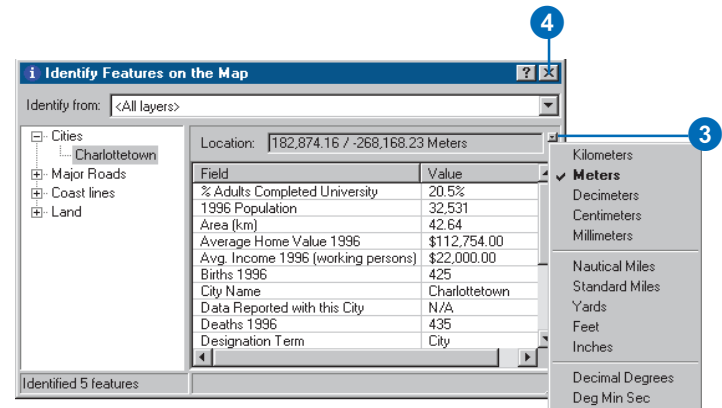 4
Identify Features on the Map
Identify from: <All layers>
Cities
Charlottetown
Major Roads
Coast lines
Land
Location: 182,874.16 / -268,168.23 Meters
3
Field Value
% Adults Completed University 20.5%
1996 Population 32,531
Area (km) 42.64
Average Home Value 1996 $112,754.00
Avg. Income 1996 (working persons) $22,000.00
Births 1996 425
City Name Charlottetown
Data Reported with this City N/A
Deaths 1996 435
Designation Term City
Identified 5 features
Kilometers
Meters
Decimeters
Centimeters
Millimeters
Nautical Miles
Standard Miles
Yards
Feet
Inches
Decimal Degrees
Deg Min Sec